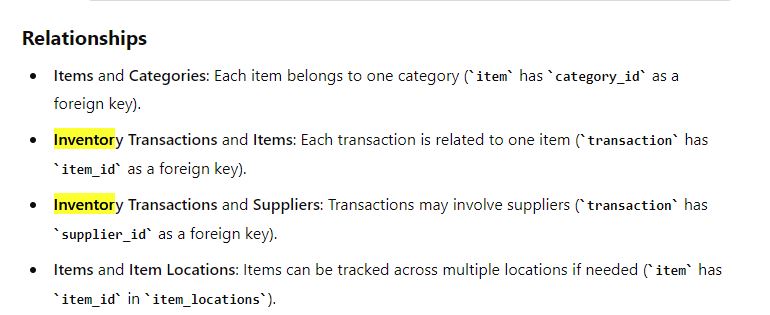 Relationships
• Items and Categories: Each item belongs to one category (`item` has `category_id` as a
foreign key).
• Inventory Transactions and Items: Each transaction is related to one item (`transaction` has
`item_id` as a foreign key).
• Inventory Transactions and Suppliers: Transactions may involve suppliers (`transaction` has
`supplier_id` as a foreign key).
• Items and Item Locations: Items can be tracked across multiple locations if needed (`item` has
`item_id` in `item_locations`).